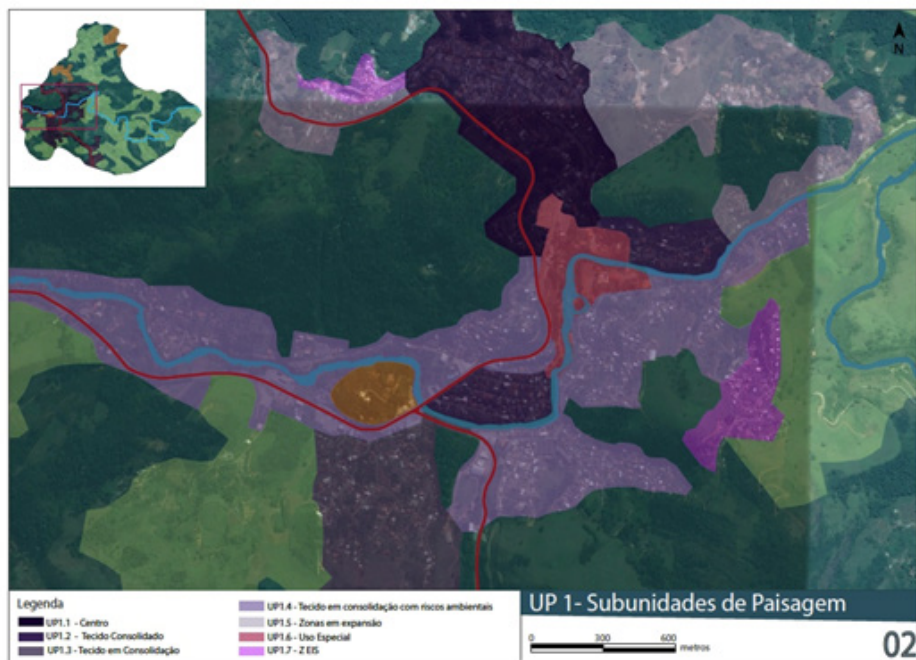 N
Legenda
UP1.1 - Centro
UP1.2 - Tecido Consolidado
UP1.3 - Tecido em Consolidação
UP1.4 - Tecido em consolidação com riscos ambientais
UP1.5 - Zonas em expansão
UP1.6 - Uso Especial
UP1.7 - Z EIS
UP 1- Subunidades de Paisagem
0 300 600 metros
02